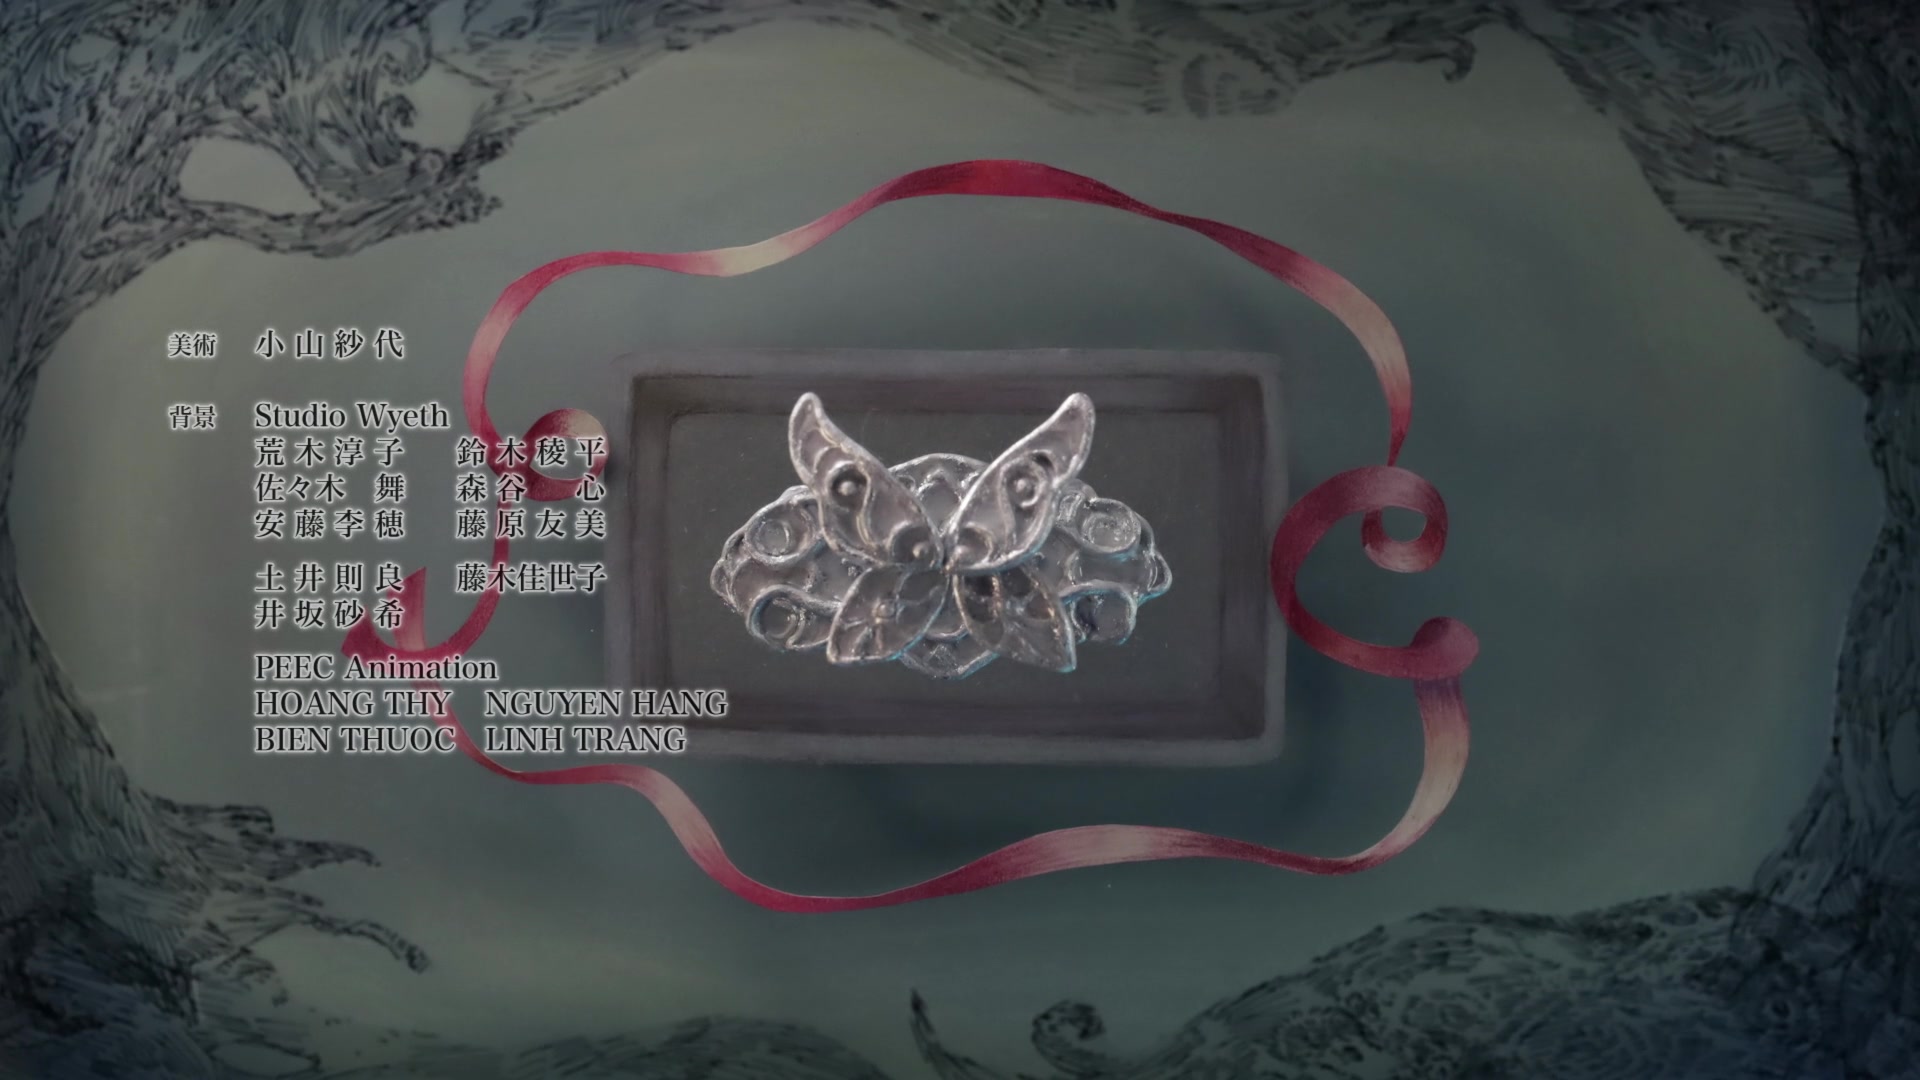 美術 小山紗代
背景 Studio Wyeth
荒木淳子 鈴木稜平
佐々木 舞 森谷 心
安藤李穂 藤原友美
土井則良 藤木佳世子
井坂砂希
PEEC Animation
HOANG THY NGUYEN HANG
BIEN THUOC LINH TRANG